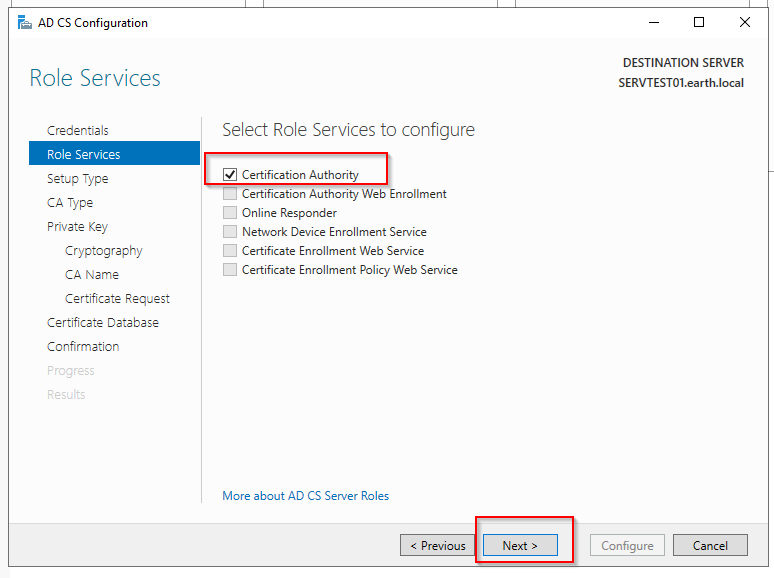 AD CS Configuration
DESTINATION SERVER
SERVTEST01.earth.local
Role Services
Credentials
Role Services
Setup Type
CA Type
Private Key
Cryptography
CA Name
Certificate Request
Certificate Database
Confirmation
Progress
Results
Select Role Services to configure
Certification Authority
Certification Authority Web Enrollment
Online Responder
Network Device Enrollment Service
Certificate Enrollment Web Service
Certificate Enrollment Policy Web Service
More about AD CS Server Roles
< Previous
Next >
Configure
Cancel